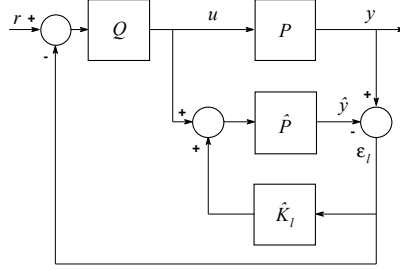 r + Q u P y
-
+ + P̂ ŷ - +
+ ε_l
K̂_l